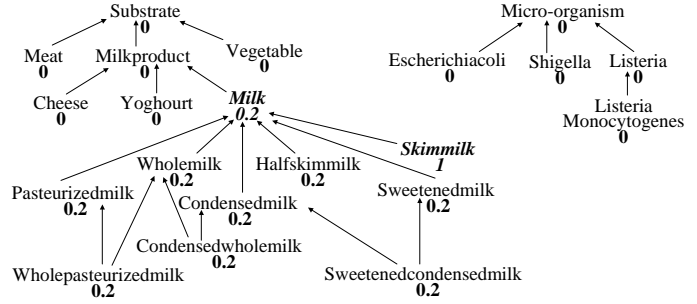 Substrate
0
Micro-organism
0
Meat
0
Milkproduct
0
Vegetable
0
Escherichiacoli
0
Shigella
0
Listeria
0
Cheese
0
Yoghourt
0
Milk
0.2
Listeria
Monocytogenes
0
Skimmilk
1
Wholemilk
0.2
Halfskimmilk
0.2
Pasteurizedmilk
0.2
Condensedmilk
0.2
Sweetenedmilk
0.2
Condensedwholemilk
0.2
Wholepasteurizedmilk
0.2
Sweetenedcondensedmilk
0.2